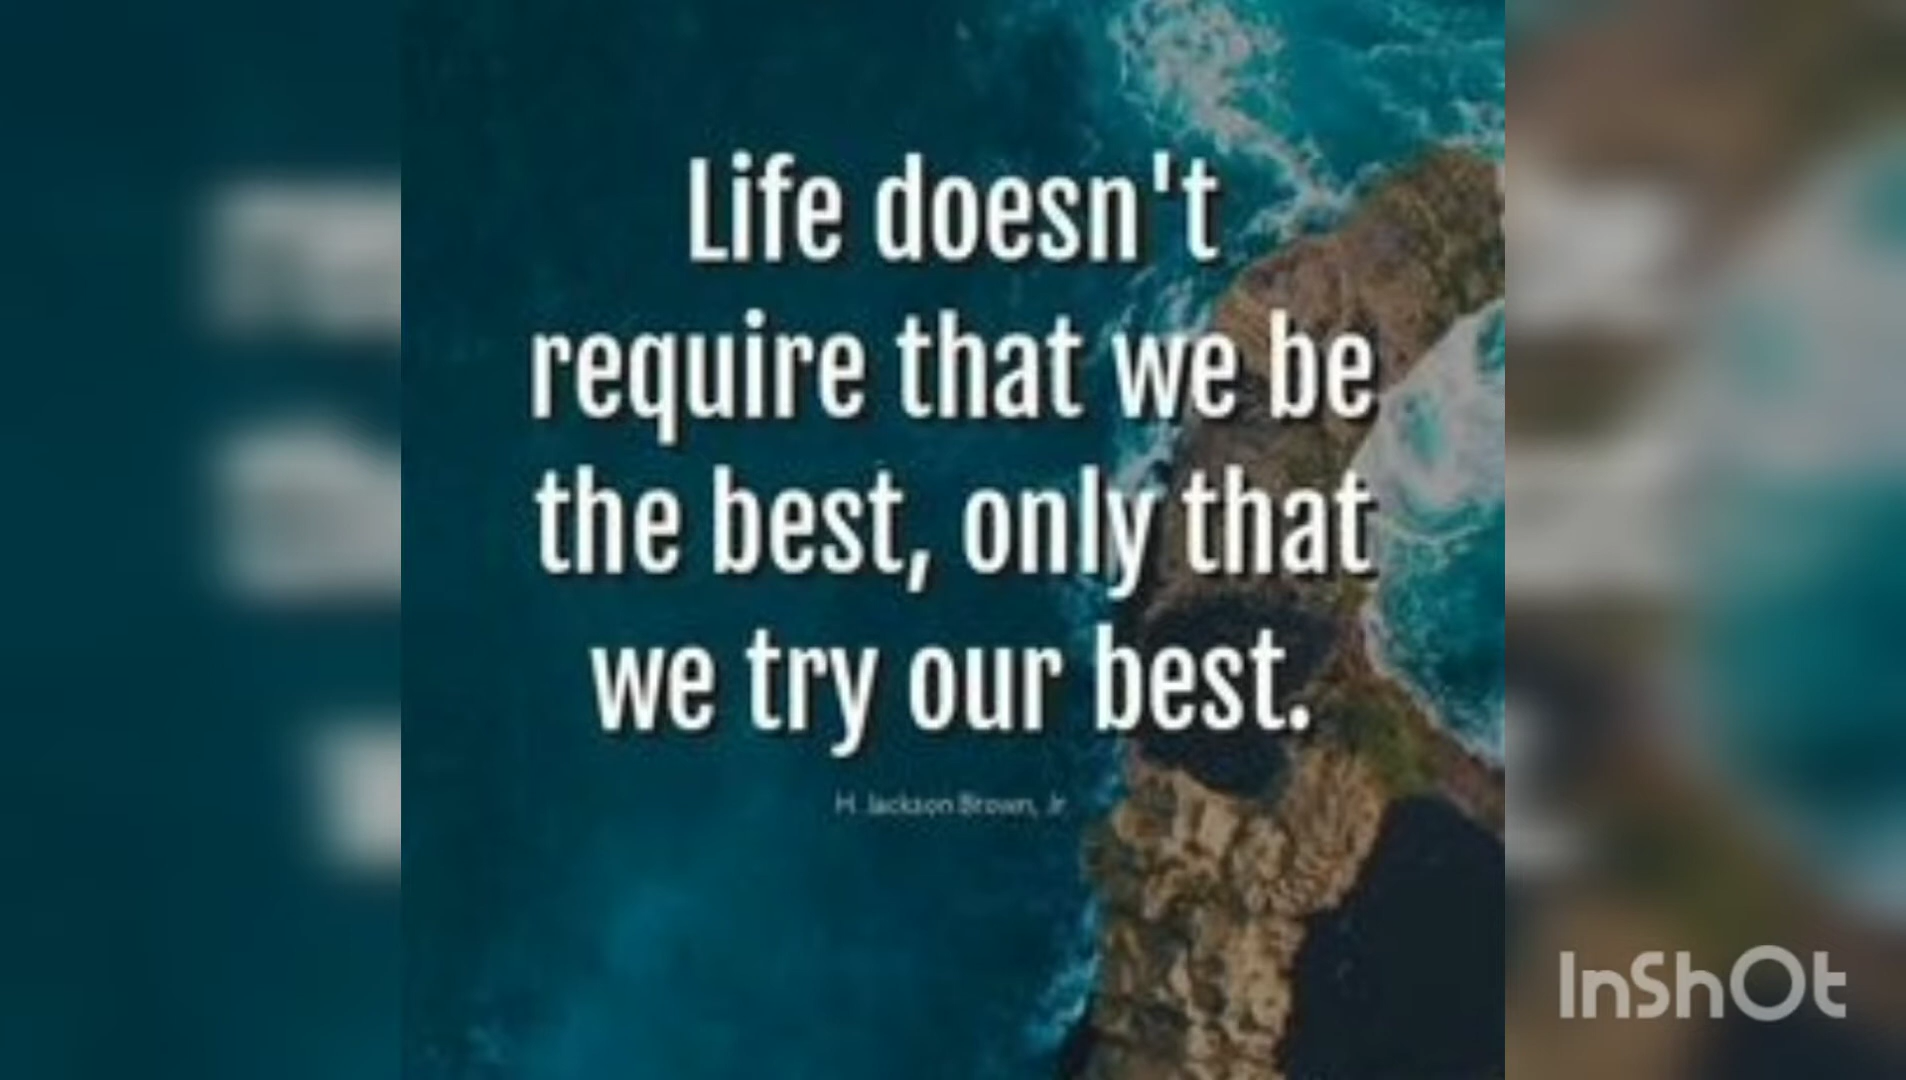 Life doesn't
require that we be
the best, only that
we try our best.
H. Jackson Brown, Jr.
InShOt